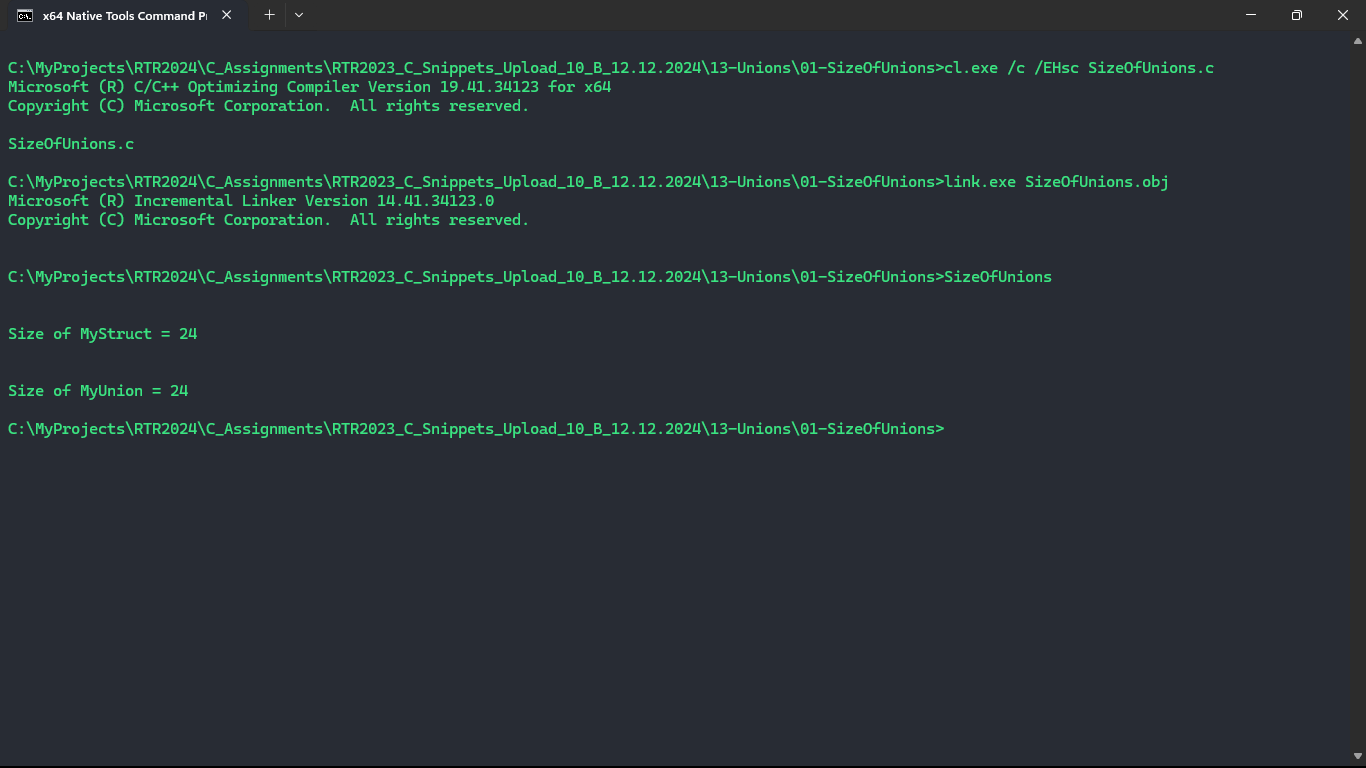 x64 Native Tools Command P
C:\MyProjects\RTR2024\C_Assignments\RTR2023_C_Snippets_Upload_10_B_12.12.2024\13-Unions\01-SizeOfUnions>cl.exe /c /EHsc SizeOfUnions.c
Microsoft (R) C/C++ Optimizing Compiler Version 19.41.34123 for x64
Copyright (C) Microsoft Corporation.  All rights reserved.
SizeOfUnions.c
C:\MyProjects\RTR2024\C_Assignments\RTR2023_C_Snippets_Upload_10_B_12.12.2024\13-Unions\01-SizeOfUnions>link.exe SizeOfUnions.obj
Microsoft (R) Incremental Linker Version 14.41.34123.0
Copyright (C) Microsoft Corporation.  All rights reserved.
C:\MyProjects\RTR2024\C_Assignments\RTR2023_C_Snippets_Upload_10_B_12.12.2024\13-Unions\01-SizeOfUnions>SizeOfUnions
Size of MyStruct = 24
Size of MyUnion = 24
C:\MyProjects\RTR2024\C_Assignments\RTR2023_C_Snippets_Upload_10_B_12.12.2024\13-Unions\01-SizeOfUnions>